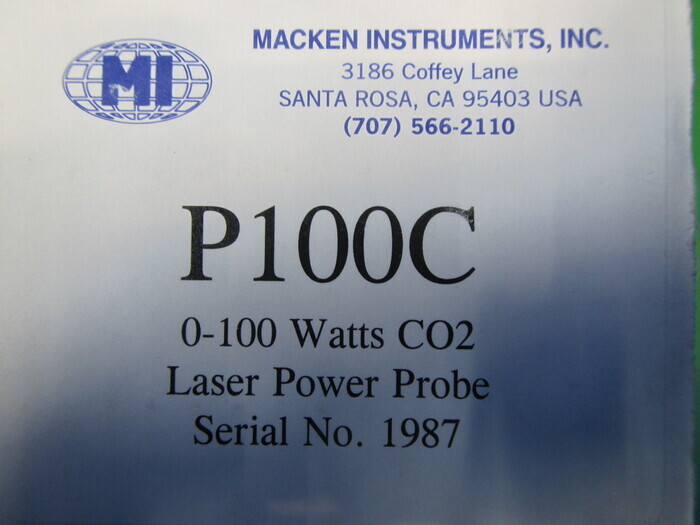 MI
MACKEN INSTRUMENTS, INC.
3186 Coffey Lane
SANTA ROSA, CA 95403 USA
(707) 566-2110
P100C
0-100 Watts CO2
Laser Power Probe
Serial No. 1987